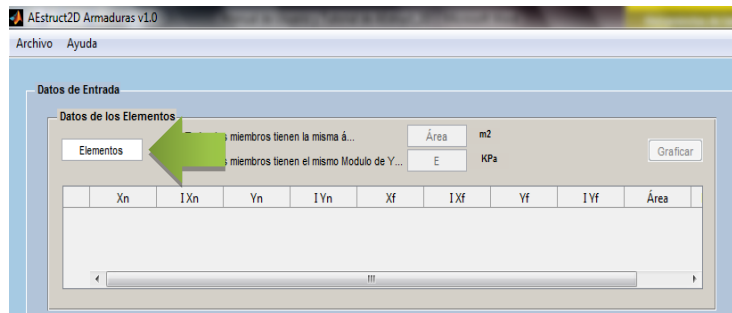 AEstruct2D Armaduras v1.0
Archivo Ayuda
Datos de Entrada
Datos de los Elementos
Elementos
miembros tienen la misma á...
Área
m2
miembros tienen el mismo Modulo de Y...
E
KPa
Graficar
Xn I Xn Yn I Yn Xf I Xf Yf I Yf Área